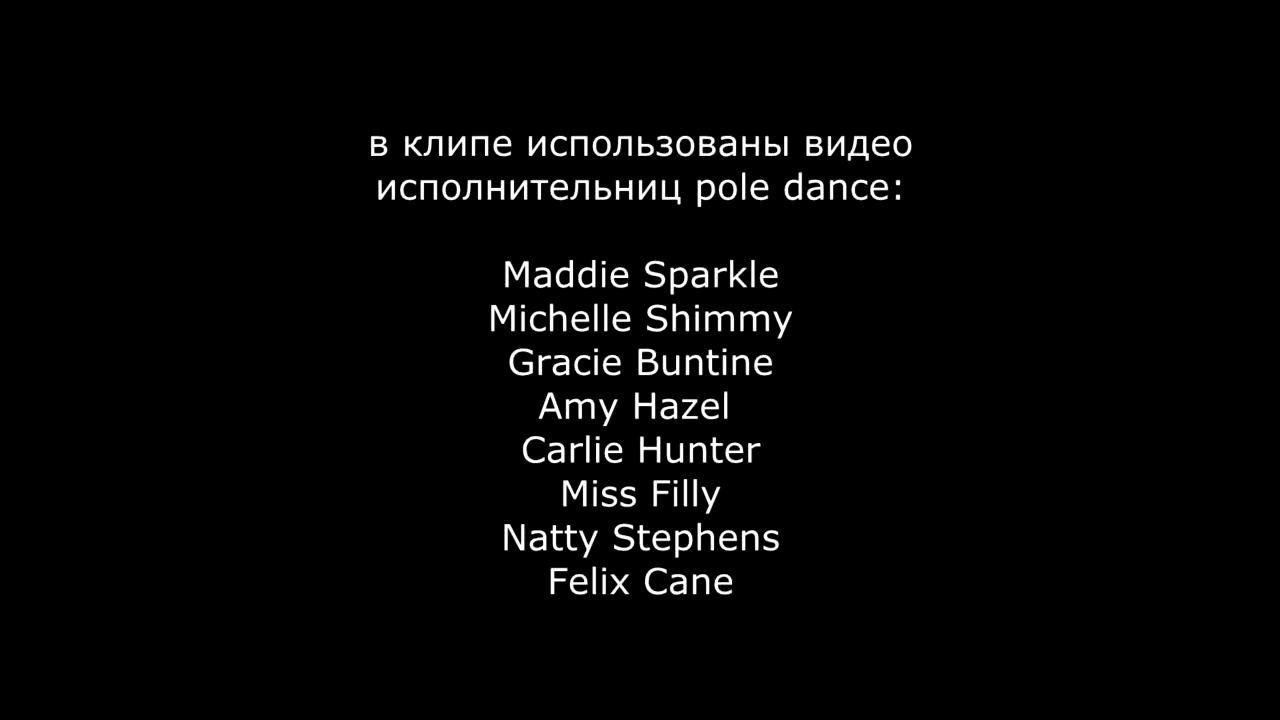 в клипе использованы видео
исполнительниц pole dance:
Maddie Sparkle
Michelle Shimmy
Gracie Buntine
Amy Hazel
Carlie Hunter
Miss Filly
Natty Stephens
Felix Cane